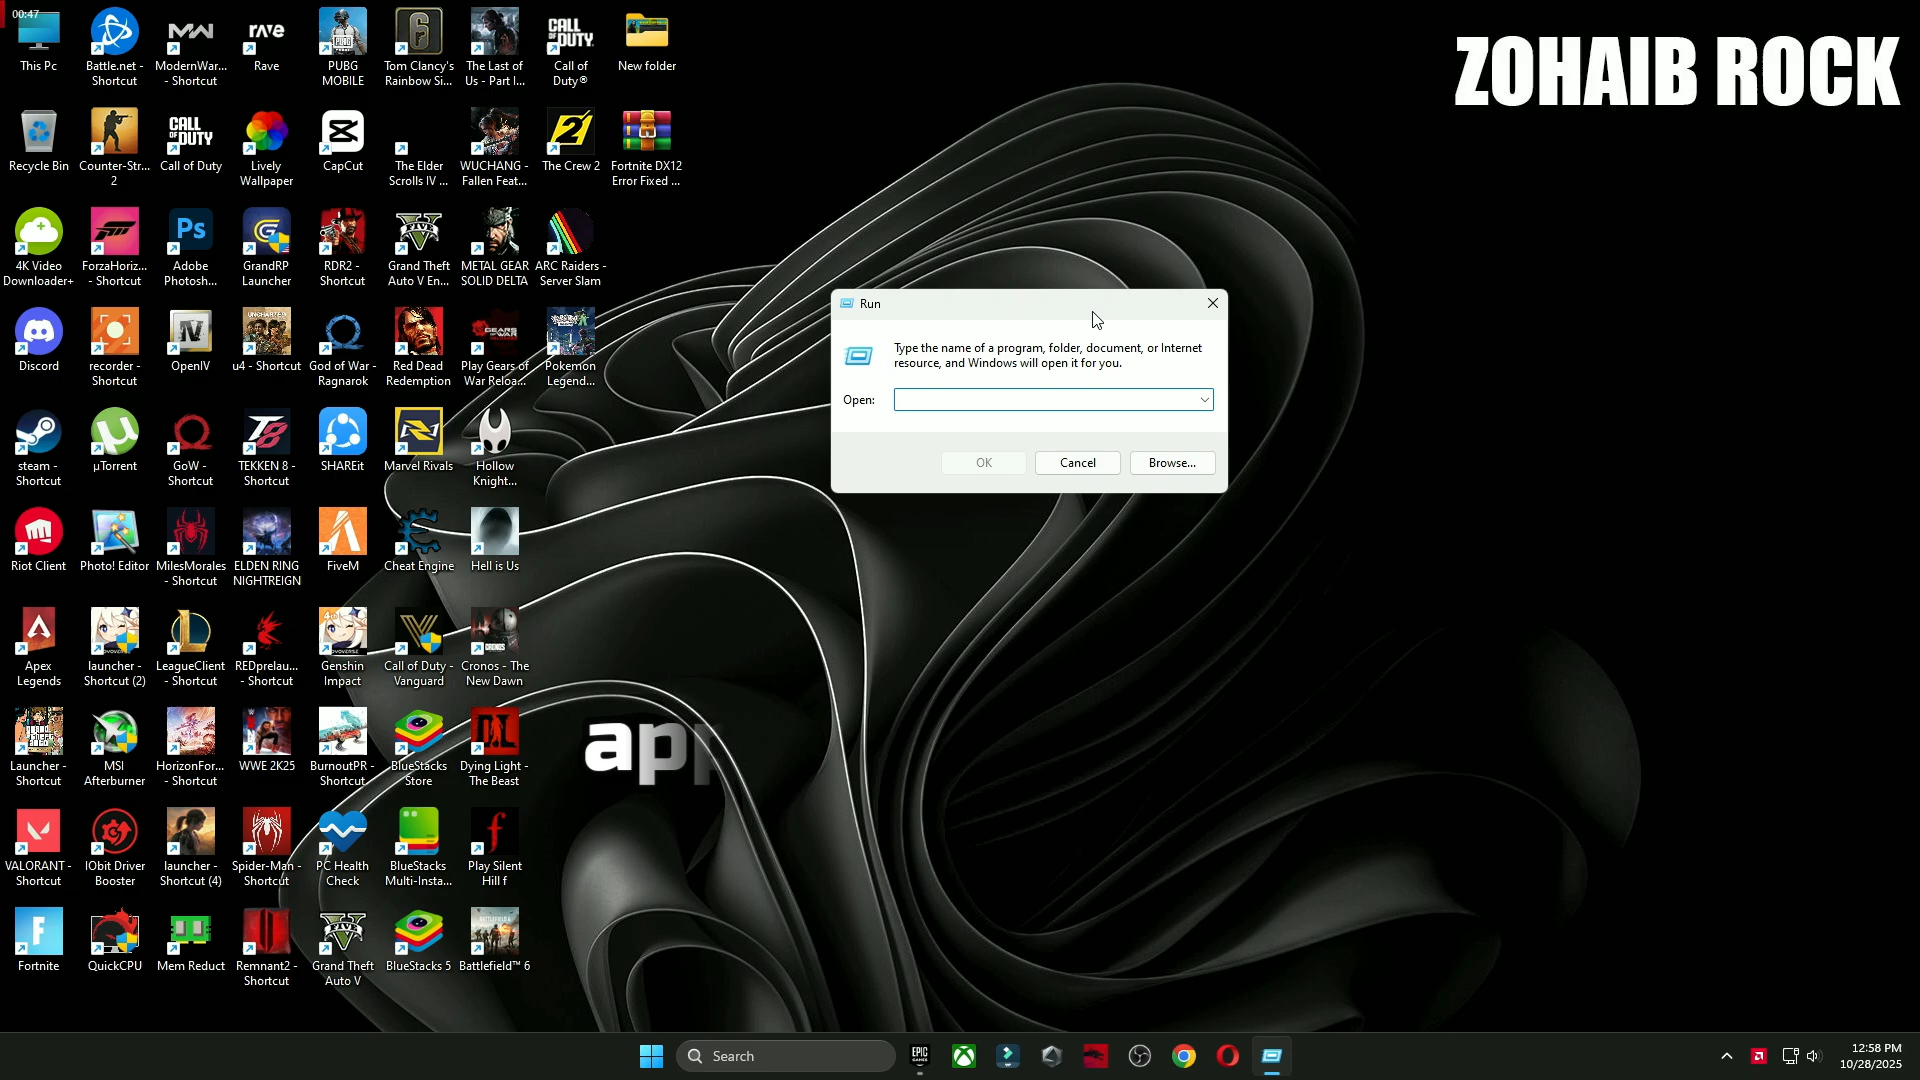 00:47
ZOHAIB ROCK
This Pc
Battle.net -
Shortcut
ModernWar...
- Shortcut
Rave
PUBG
MOBILE
Tom Clancy's
Rainbow Si...
The Last of
Us - Part I...
Call of
Duty®
New folder
Recycle Bin
Counter-Str...
2
Call of Duty
Lively
Wallpaper
CapCut
The Elder
Scrolls IV ...
WUCHANG -
Fallen Feat...
The Crew 2
Fortnite DX12
Error Fixed ...
4K Video
Downloader+
ForzaHoriz...
- Shortcut
Adobe
Photosh...
GrandRP
Launcher
RDR2 -
Shortcut
Grand Theft
Auto V En...
METAL GEAR
SOLID DELTA
ARC Raiders -
Server Slam
Discord
recorder -
Shortcut
OpenIV
u4 - Shortcut
God of War -
Ragnarok
Red Dead
Redemption
Play Gears of
War Reloa...
Pokemon
Legend...
steam -
Shortcut
µTorrent
GoW -
Shortcut
TEKKEN 8 -
Shortcut
SHAREit
Marvel Rivals
Hollow
Knight...
Riot Client
Photo! Editor
MilesMorales
- Shortcut
ELDEN RING
NIGHTREIGN
FiveM
Cheat Engine
Hell is Us
Apex
Legends
launcher -
Shortcut (2)
LeagueClient
- Shortcut
REDprelau...
- Shortcut
Genshin
Impact
Call of Duty -
Vanguard
Cronos - The
New Dawn
Launcher -
Shortcut
MSI
Afterburner
HorizonFor...
- Shortcut
WWE 2K25
BurnoutPR -
Shortcut
BlueStacks
Store
Dying Light -
The Beast
VALORANT -
Shortcut
IObit Driver
Booster
launcher -
Shortcut (4)
Spider-Man -
Shortcut
PC Health
Check
BlueStacks
Multi-Insta...
Play Silent
Hill f
Fortnite
QuickCPU
Mem Reduct
Remnant2 -
Shortcut
Grand Theft
Auto V
BlueStacks 5
Battlefield™ 6
Run
Type the name of a program, folder, document, or Internet
resource, and Windows will open it for you.
Open:
OK
Cancel
Browse...
app
Search
12:58 PM
10/28/2025